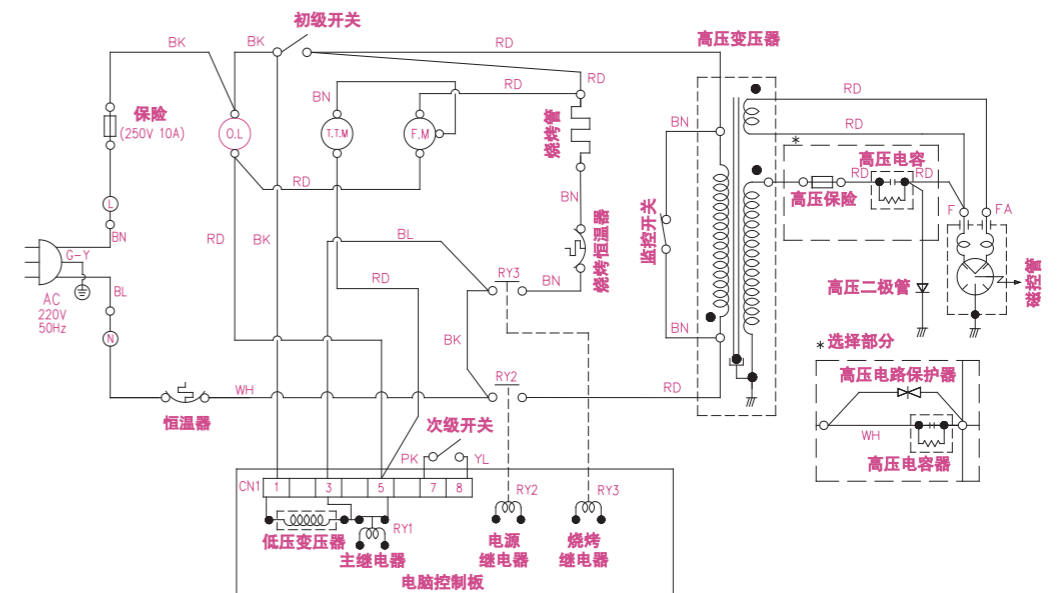 初级开关
BK
BK
RD
高压变压器
RD
RD
BN
RD
保险
(250V 10A)
O.L
T.T.M
F.M
烧烤管
BN
RD
RD
*
高压电容
RD
RD
高压保险
RD
BN
L
BN
G-Y
AC
220V
50Hz
BL
N
RD
BK
BL
RD
RY3
BN
烧烤恒温器
监控开关
F
FA
高压二极管
磁控管
BN
BK
RY2
RD
WH
恒温器
次级开关
PK
YL
*选择部分
高压电路保护器
WH
高压电容器
CN1
1
3
5
7
8
RY2
RY3
RY1
低压变压器
主继电器
电源
继电器
烧烤
继电器
电脑控制板